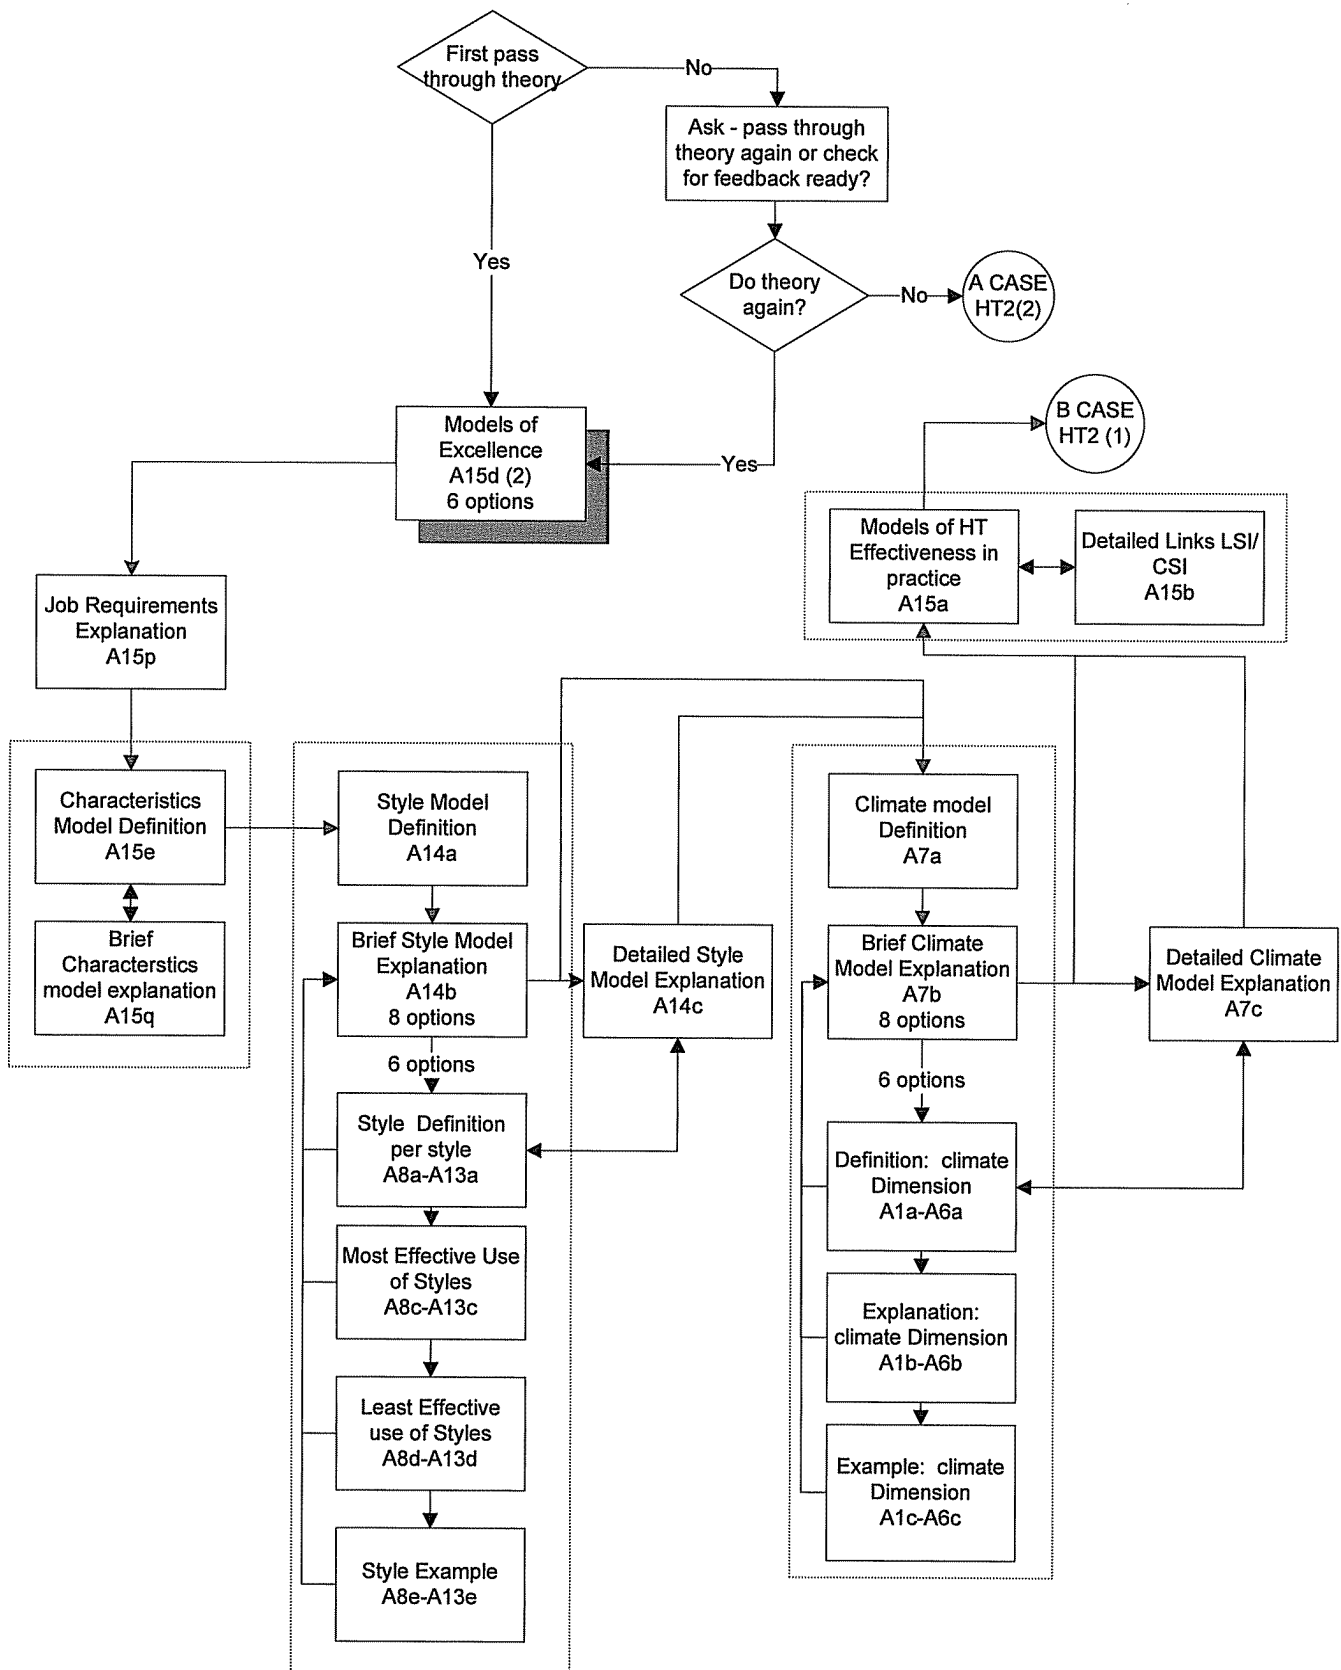 First pass
through theory
No
Ask - pass through
theory again or check
for feedback ready?
Yes
Do theory
again?
No
A CASE
HT2(2)
B CASE
HT2 (1)
Models of
Excellence
A15d (2)
6 options
Yes
Models of HT
Effectiveness in
practice
A15a
Detailed Links LSI/
CSI
A15b
Job Requirements
Explanation
A15p
Characteristics
Model Definition
A15e
Brief
Characterstics
model explanation
A15q
Style Model
Definition
A14a
Brief Style Model
Explanation
A14b
8 options
6 options
Style Definition
per style
A8a-A13a
Most Effective Use
of Styles
A8c-A13c
Least Effective
use of Styles
A8d-A13d
Style Example
A8e-A13e
Detailed Style
Model Explanation
A14c
Climate model
Definition
A7a
Brief Climate
Model Explanation
A7b
8 options
6 options
Definition: climate
Dimension
A1a-A6a
Explanation:
climate Dimension
A1b-A6b
Example: climate
Dimension
A1c-A6c
Detailed Climate
Model Explanation
A7c